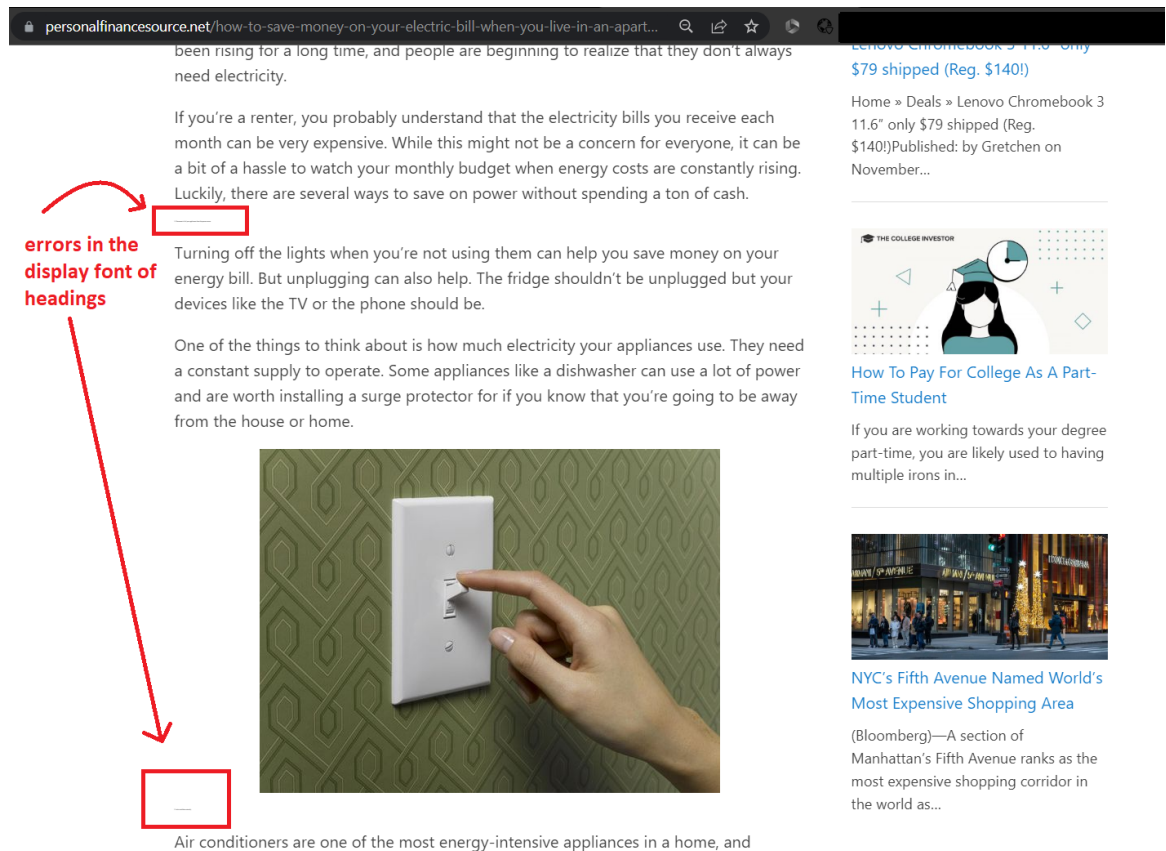 personalfinancesource.net/how-to-save-money-on-your-electric-bill-when-you-live-in-an-apart...
been rising for a long time, and people are beginning to realize that they don't always
need electricity.
If you're a renter, you probably understand that the electricity bills you receive each
month can be very expensive. While this might not be a concern for everyone, it can be
a bit of a hassle to watch your monthly budget when energy costs are constantly rising.
Luckily, there are several ways to save on power without spending a ton of cash.
errors in the
display font of
headings
Turning off the lights when you're not using them can help you save money on your
energy bill. But unplugging can also help. The fridge shouldn't be unplugged but your
devices like the TV or the phone should be.
One of the things to think about is how much electricity your appliances use. They need
a constant supply to operate. Some appliances like a dishwasher can use a lot of power
and are worth installing a surge protector for if you know that you're going to be away
from the house or home.
Air conditioners are one of the most energy-intensive appliances in a home, and
Lenovo Chromebook 3 11.6" only
$79 shipped (Reg. $140!)
Home » Deals » Lenovo Chromebook 3
11.6" only $79 shipped (Reg.
$140!)Published: by Gretchen on
November...
THE COLLEGE INVESTOR
How To Pay For College As A Part-
Time Student
If you are working towards your degree
part-time, you are likely used to having
multiple irons in...
NYC's Fifth Avenue Named World's
Most Expensive Shopping Area
(Bloomberg)—A section of
Manhattan's Fifth Avenue ranks as the
most expensive shopping corridor in
the world as...